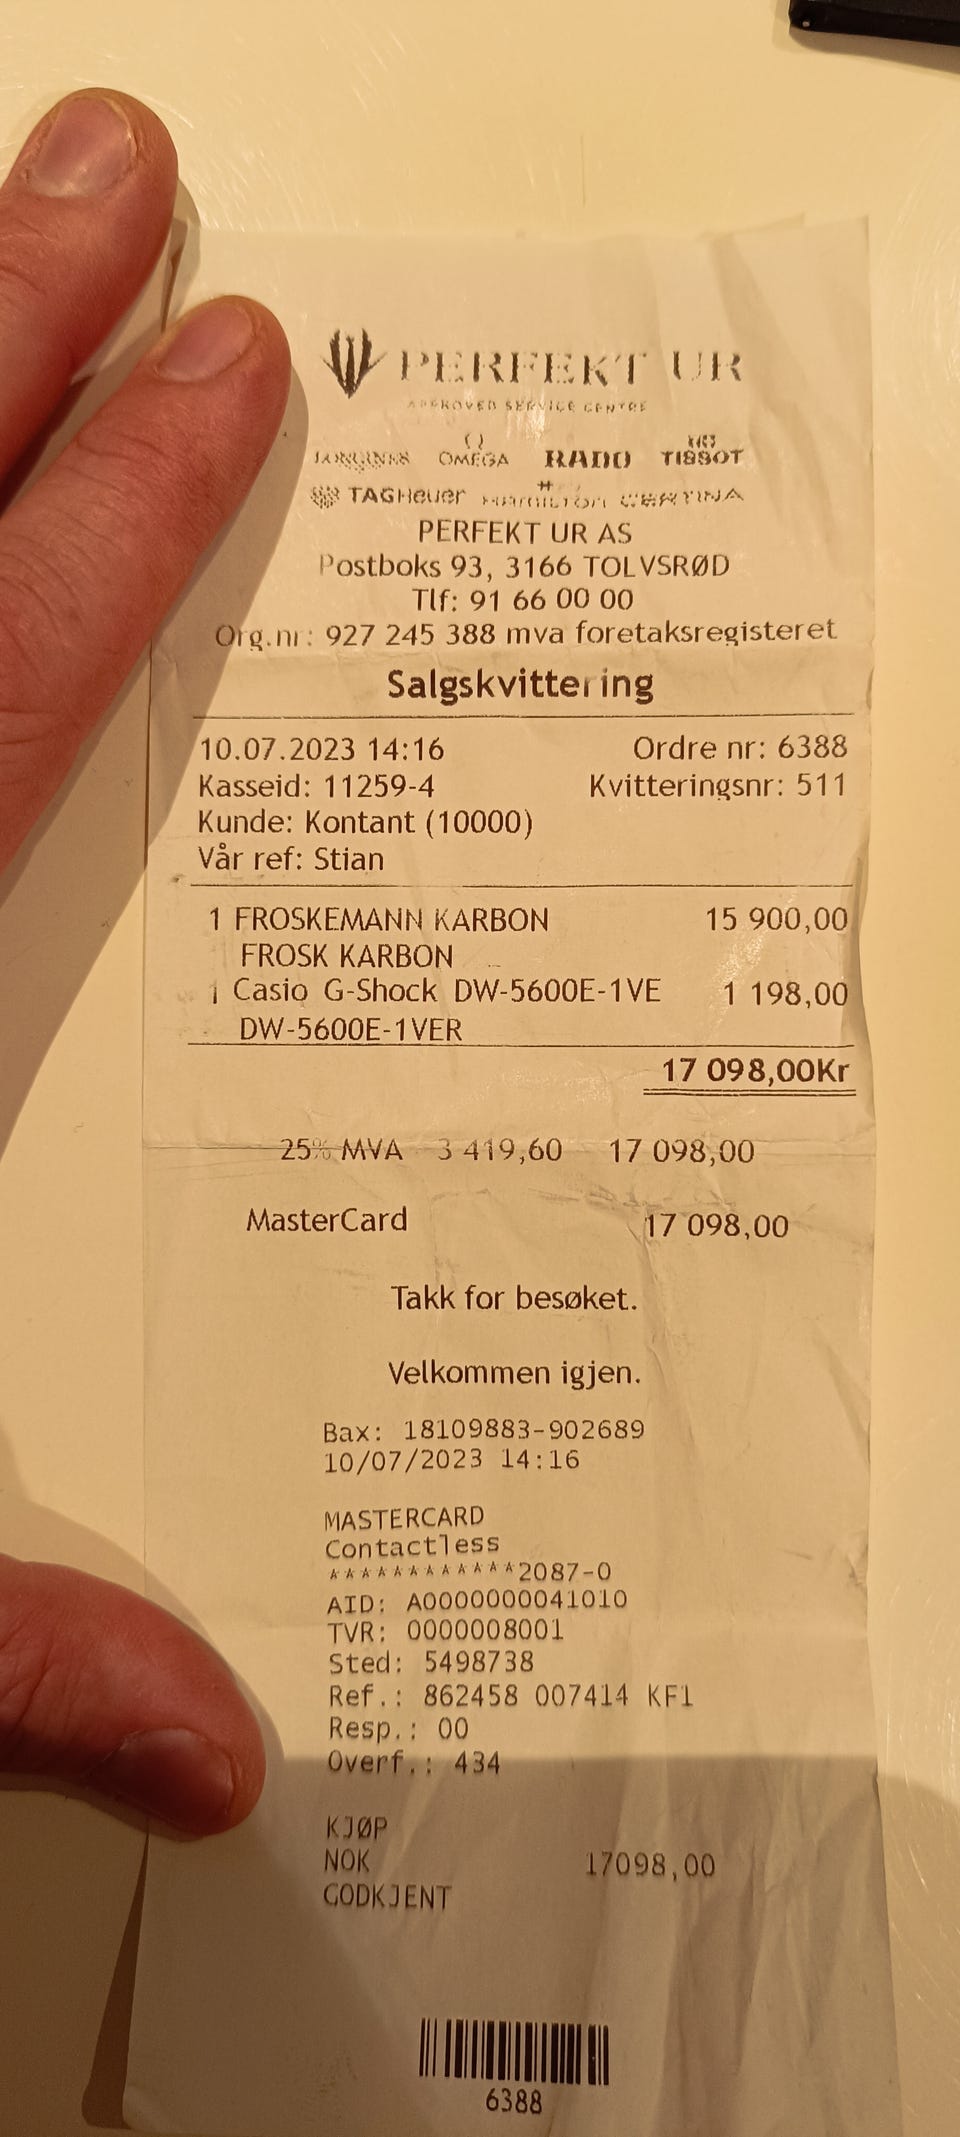 PERFEKT UR
APPROVED SERVICE CENTRE
LONGINES OMEGA RADO TISSOT
TAGHeuer HAMILTON CERTINA
PERFEKT UR AS
Postboks 93, 3166 TOLVSRØD
Tlf: 91 66 00 00
Org.nr: 927 245 388 mva foretaksregisteret
Salgskvittering
10.07.2023 14:16 Ordre nr: 6388
Kasseid: 11259-4 Kvitteringsnr: 511
Kunde: Kontant (10000)
Vår ref: Stian
1 FROSKEMANN KARBON 15 900,00
FROSK KARBON
1 Casio G-Shock DW-5600E-1VE 1 198,00
DW-5600E-1VER
17 098,00Kr
25% MVA 3 419,60 17 098,00
MasterCard 17 098,00
Takk for besøket.
Velkommen igjen.
Bax: 18109883-902689
10/07/2023 14:16
MASTERCARD
Contactless
************2087-0
AID: A0000000041010
TVR: 0000008001
Sted: 5498738
Ref.: 862458 007414 KF1
Resp.: 00
Overf.: 434
KJØP
NOK 17098,00
GODKJENT
6388